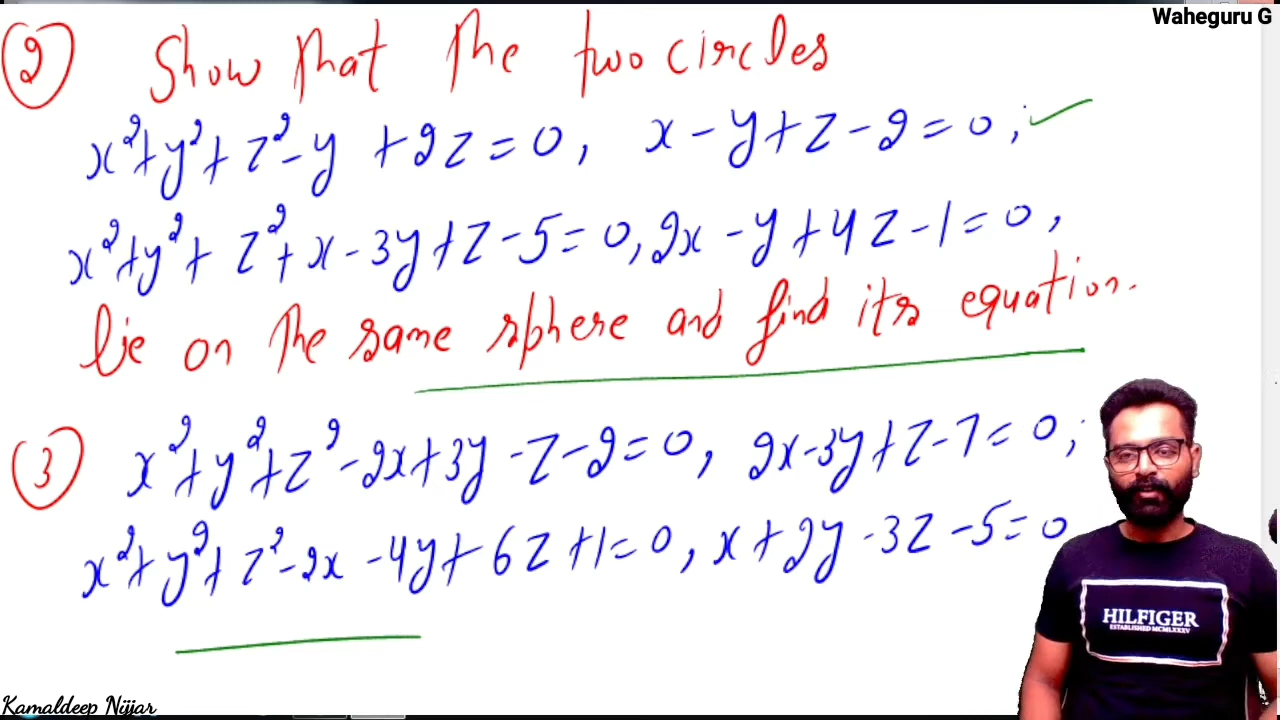 Waheguru G
(2) Show that the two circles
x²+y²+z²-y+2z=0, x-y+z-2=0;
x²+y²+z²+x-3y+z-5=0, 2x-y+4z-1=0,
lie on the same sphere and find its equation.
(3) x²+y²+z²-2x+3y-z-2=0, 2x-3y+z-7=0;
x²+y²+z²-2x-4y+6z+1=0, x+2y-3z-5=0
HILFIGER
ESTABLISHED MCMLXXXV
Kamaldeep Nijjar